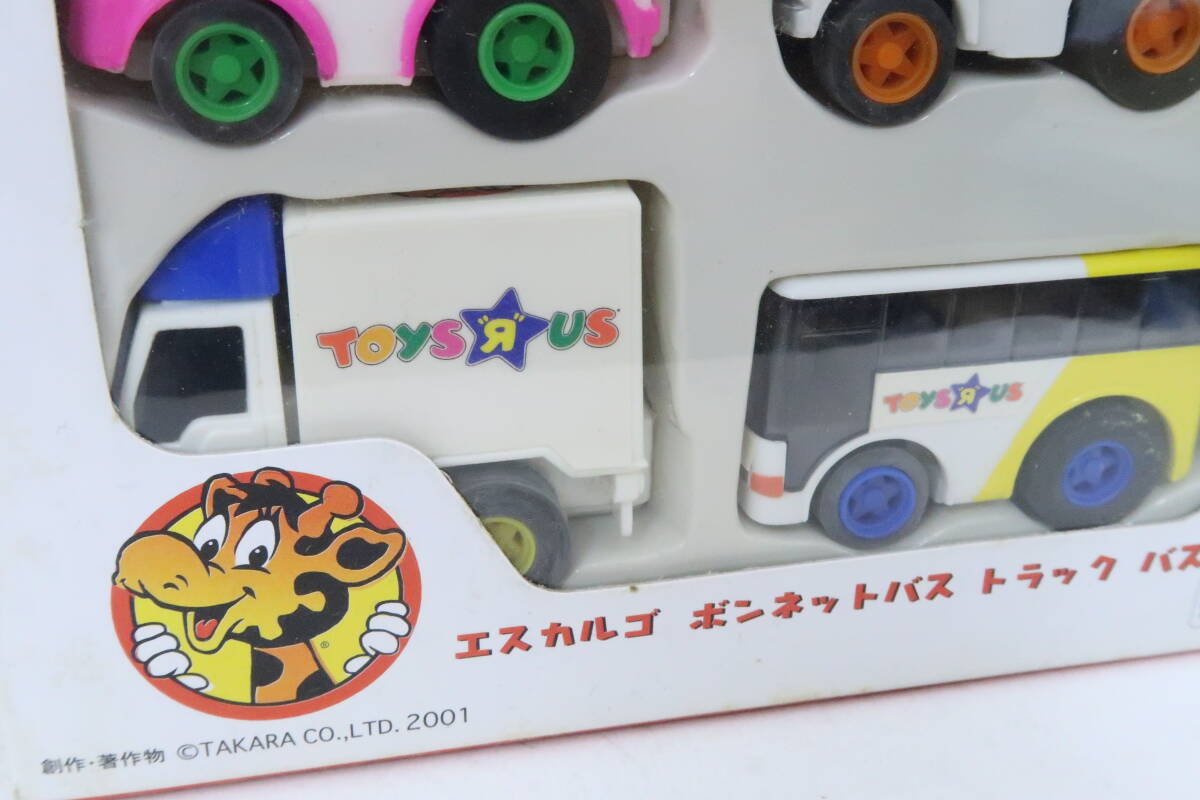 TOYS "R" US
TOYS "R" US
エスカルゴ ボンネットバス トラック バス
®
創作・著作物 ©TAKARA CO.,LTD. 2001